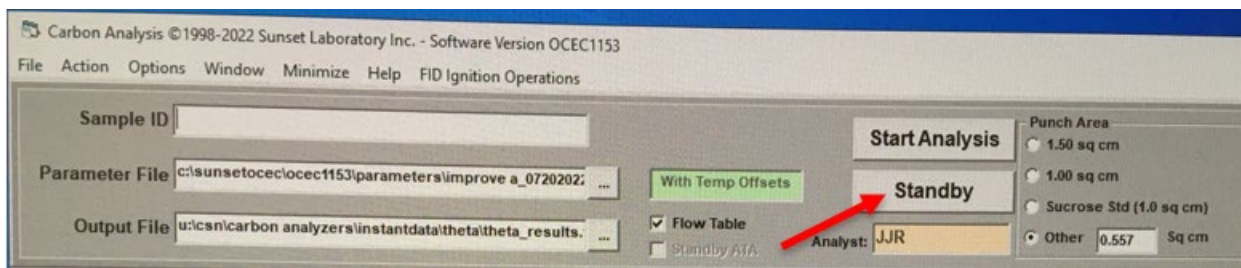 Carbon Analysis ©1998-2022 Sunset Laboratory Inc. - Software Version OCEC1153
File Action Options Window Minimize Help FID Ignition Operations
Sample ID
Start Analysis
Punch Area
1.50 sq cm
Parameter File c:\sunsetocec\ocec1153\parameters\improve a_0720202; ...
With Temp Offsets
Standby
1.00 sq cm
Sucrose Std (1.0 sq cm)
Output File u:\csn\carbon analyzers\instantdata\theta\theta_results. ...
Flow Table
Standby ATA
Analyst: JJR
Other 0.557 Sq cm